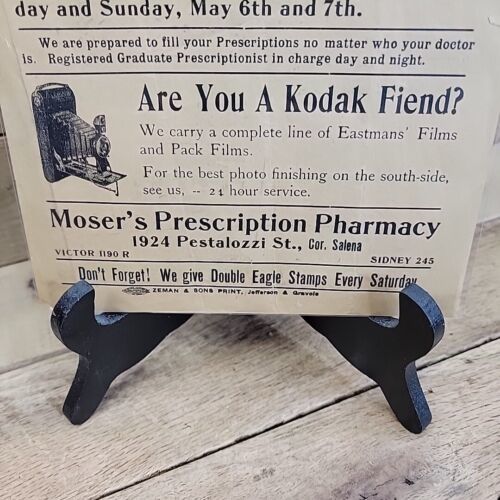 day and Sunday, May 6th and 7th.
We are prepared to fill your Prescriptions no matter who your doctor
is. Registered Graduate Prescriptionist in charge day and night.
Are You A Kodak Fiend?
We carry a complete line of Eastmans' Films
and Pack Films.
For the best photo finishing on the south-side,
see us, -- 24 hour service.
Moser's Prescription Pharmacy
1924 Pestalozzi St., Cor. Salena
VICTOR 1190 R
SIDNEY 245
Don't Forget! We give Double Eagle Stamps Every Saturday
ZEMAN & SONS PRINT, Jefferson & Gravois